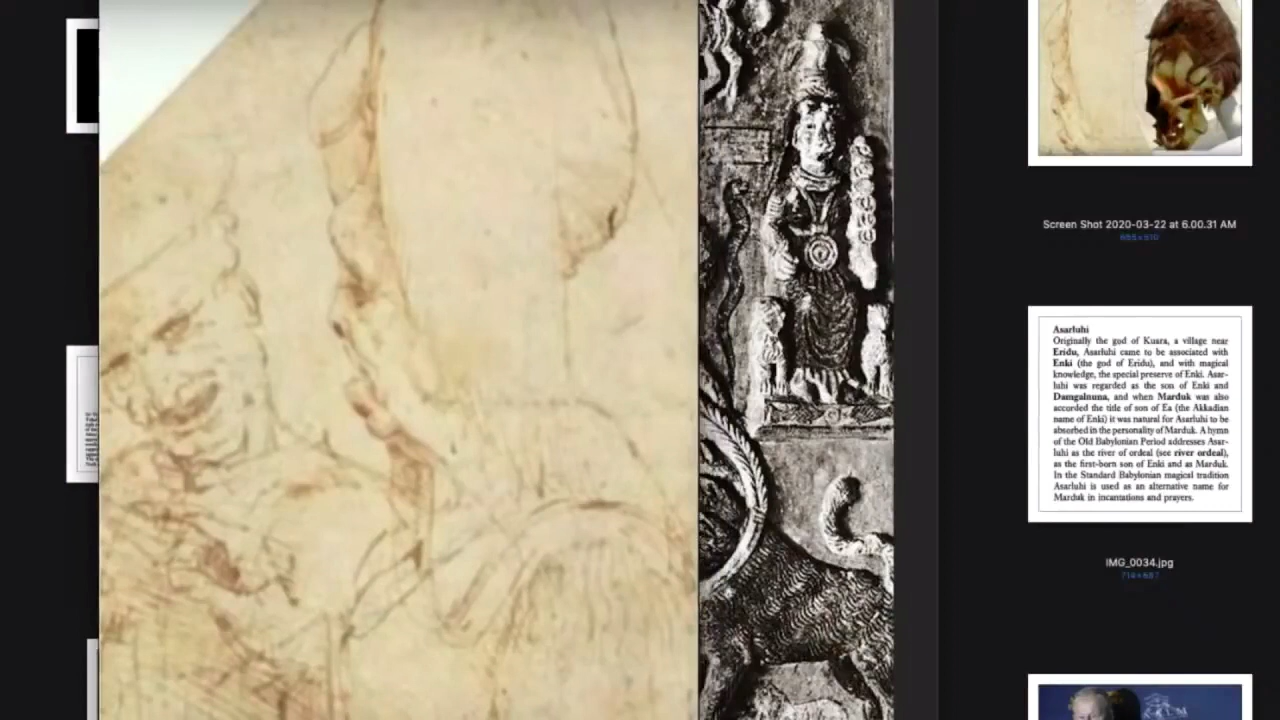 Screen Shot 2020-03-22 at 6.00.31 AM
Asarluhi
Originally the god of Kuara, a village near
Eridu, Asarluhi came to be associated with
Enki (the god of Eridu), and with magical
knowledge, the special preserve of Enki. Asar-
luhi was regarded as the son of Enki and
Damgalnuna, and when Marduk was also
accorded the title of son of Ea (the Akkadian
name of Enki) it was natural for Asarluhi to be
absorbed in the personality of Marduk. A hymn
of the Old Babylonian Period addresses Asar-
luhi as the river of ordeal (see river ordeal),
as the first-born son of Enki and as Marduk.
In the Standard Babylonian magical tradition
Asarluhi is used as an alternative name for
Marduk in incantations and prayers.
IMG_0034.jpg